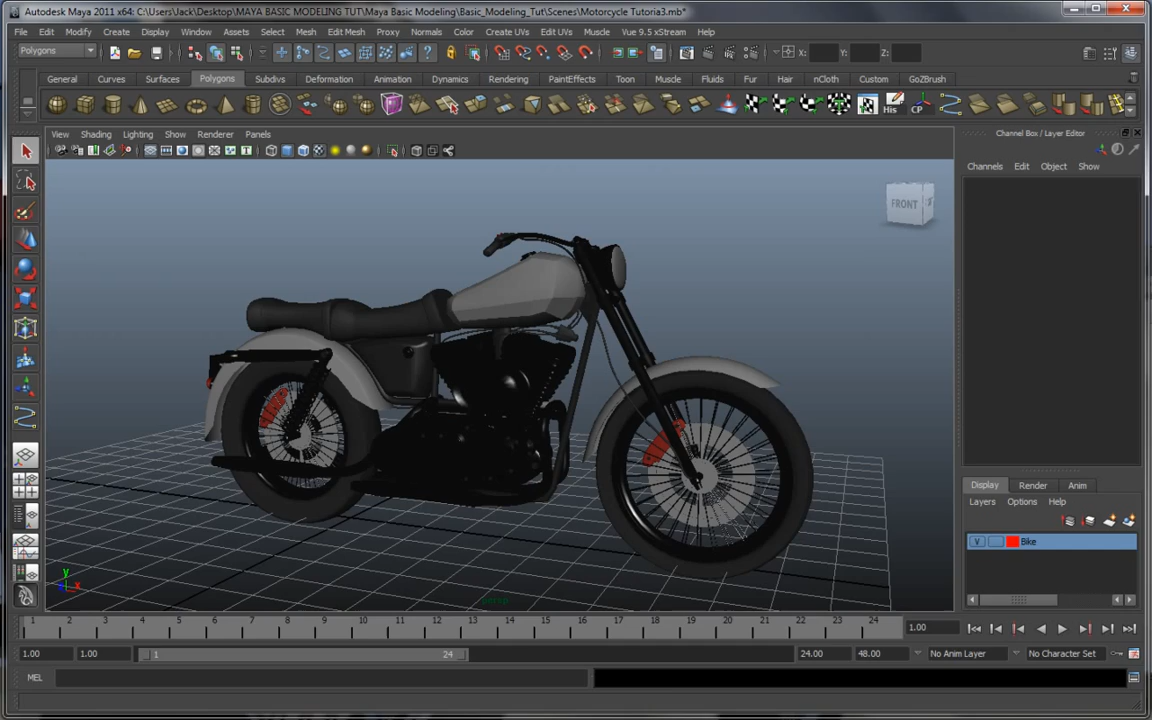 Autodesk Maya 2011 x64: C:\Users\Jack\Desktop\MAYA BASIC MODELING TUT\Maya Basic Modeling\Basic_Modeling_Tut\Scenes\Motorcycle Tutoria3.mb*
File Edit Modify Create Display Window Assets Select Mesh Edit Mesh Proxy Normals Color Create UVs Edit UVs Muscle Vue 9.5 xStream Help
Polygons X: Y: Z:
General Curves Surfaces Polygons Subdivs Deformation Animation Dynamics Rendering PaintEffects Toon Muscle Fluids Fur Hair nCloth Custom GoZBrush
His CP
View Shading Lighting Show Renderer Panels
Channel Box / Layer Editor
Channels Edit Object Show
FRONT
Display Render Anim
Layers Options Help
V Bike
y
x
persp
1 2 3 4 5 6 7 8 9 10 11 12 13 14 15 16 17 18 19 20 21 22 23 24 1.00
1.00 1.00 1 24 24.00 48.00 No Anim Layer No Character Set
MEL